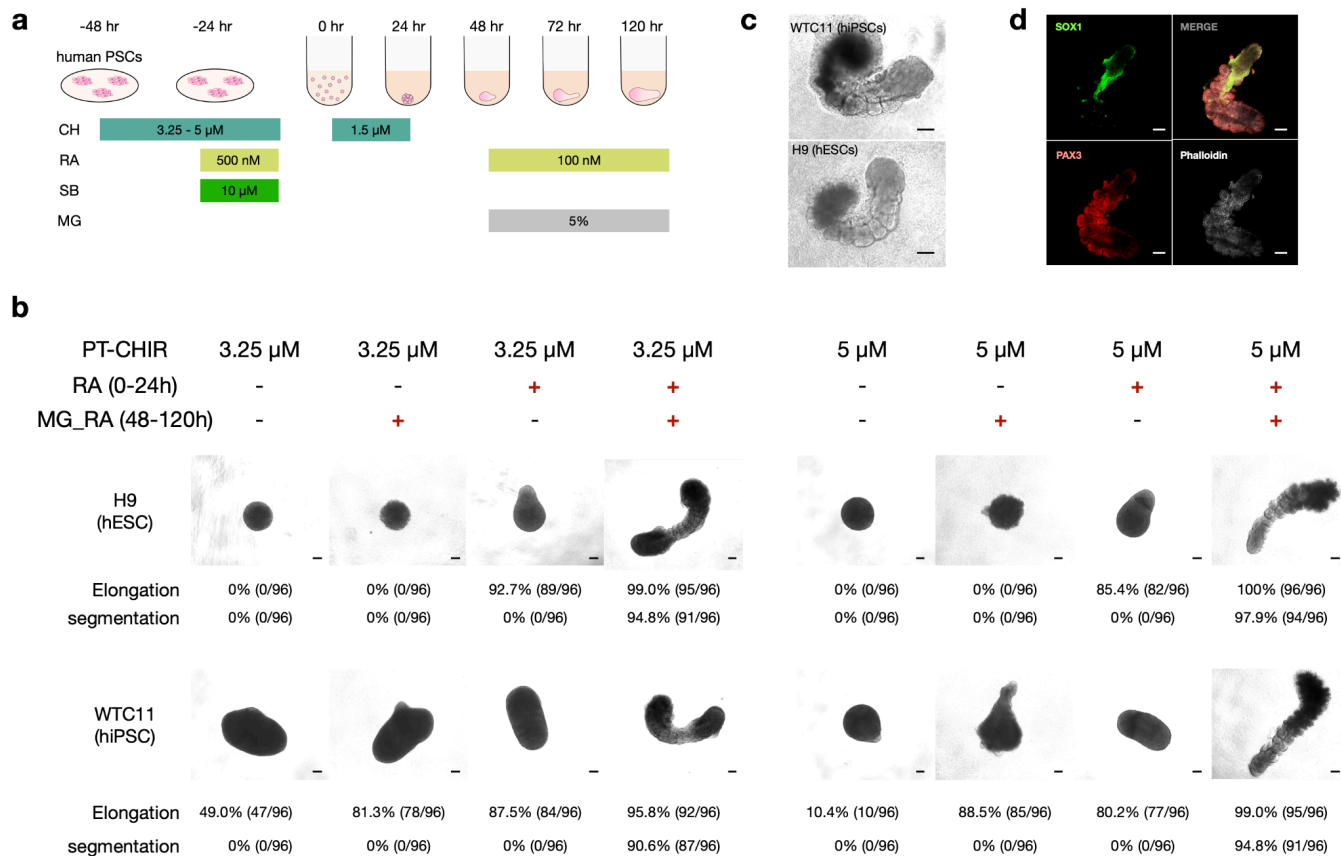 a
-48 hr -24 hr 0 hr 24 hr 48 hr 72 hr 120 hr
human PSCs
CH 3.25 - 5 µM 1.5 µM
RA 500 nM 100 nM
SB 10 µM
MG 5%
c
WTC11 (hiPSCs)
H9 (hESCs)
d
SOX1 MERGE
PAX3 Phalloidin
b
PT-CHIR 3.25 µM 3.25 µM 3.25 µM 3.25 µM 5 µM 5 µM 5 µM 5 µM
RA (0-24h) - - + + - - + +
MG_RA (48-120h) - + - + - + - +
H9
(hESC)
Elongation 0% (0/96) 0% (0/96) 92.7% (89/96) 99.0% (95/96) 0% (0/96) 0% (0/96) 85.4% (82/96) 100% (96/96)
segmentation 0% (0/96) 0% (0/96) 0% (0/96) 94.8% (91/96) 0% (0/96) 0% (0/96) 0% (0/96) 97.9% (94/96)
WTC11
(hiPSC)
Elongation 49.0% (47/96) 81.3% (78/96) 87.5% (84/96) 95.8% (92/96) 10.4% (10/96) 88.5% (85/96) 80.2% (77/96) 99.0% (95/96)
segmentation 0% (0/96) 0% (0/96) 0% (0/96) 90.6% (87/96) 0% (0/96) 0% (0/96) 0% (0/96) 94.8% (91/96)